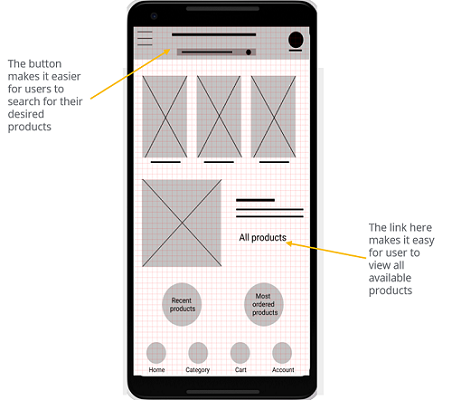 The button
makes it easier
for users to
search for their
desired
products
All products
The link here
makes it easy
for user to
view all
available
products
Recent
products
Most
ordered
products
Home
Category
Cart
Account